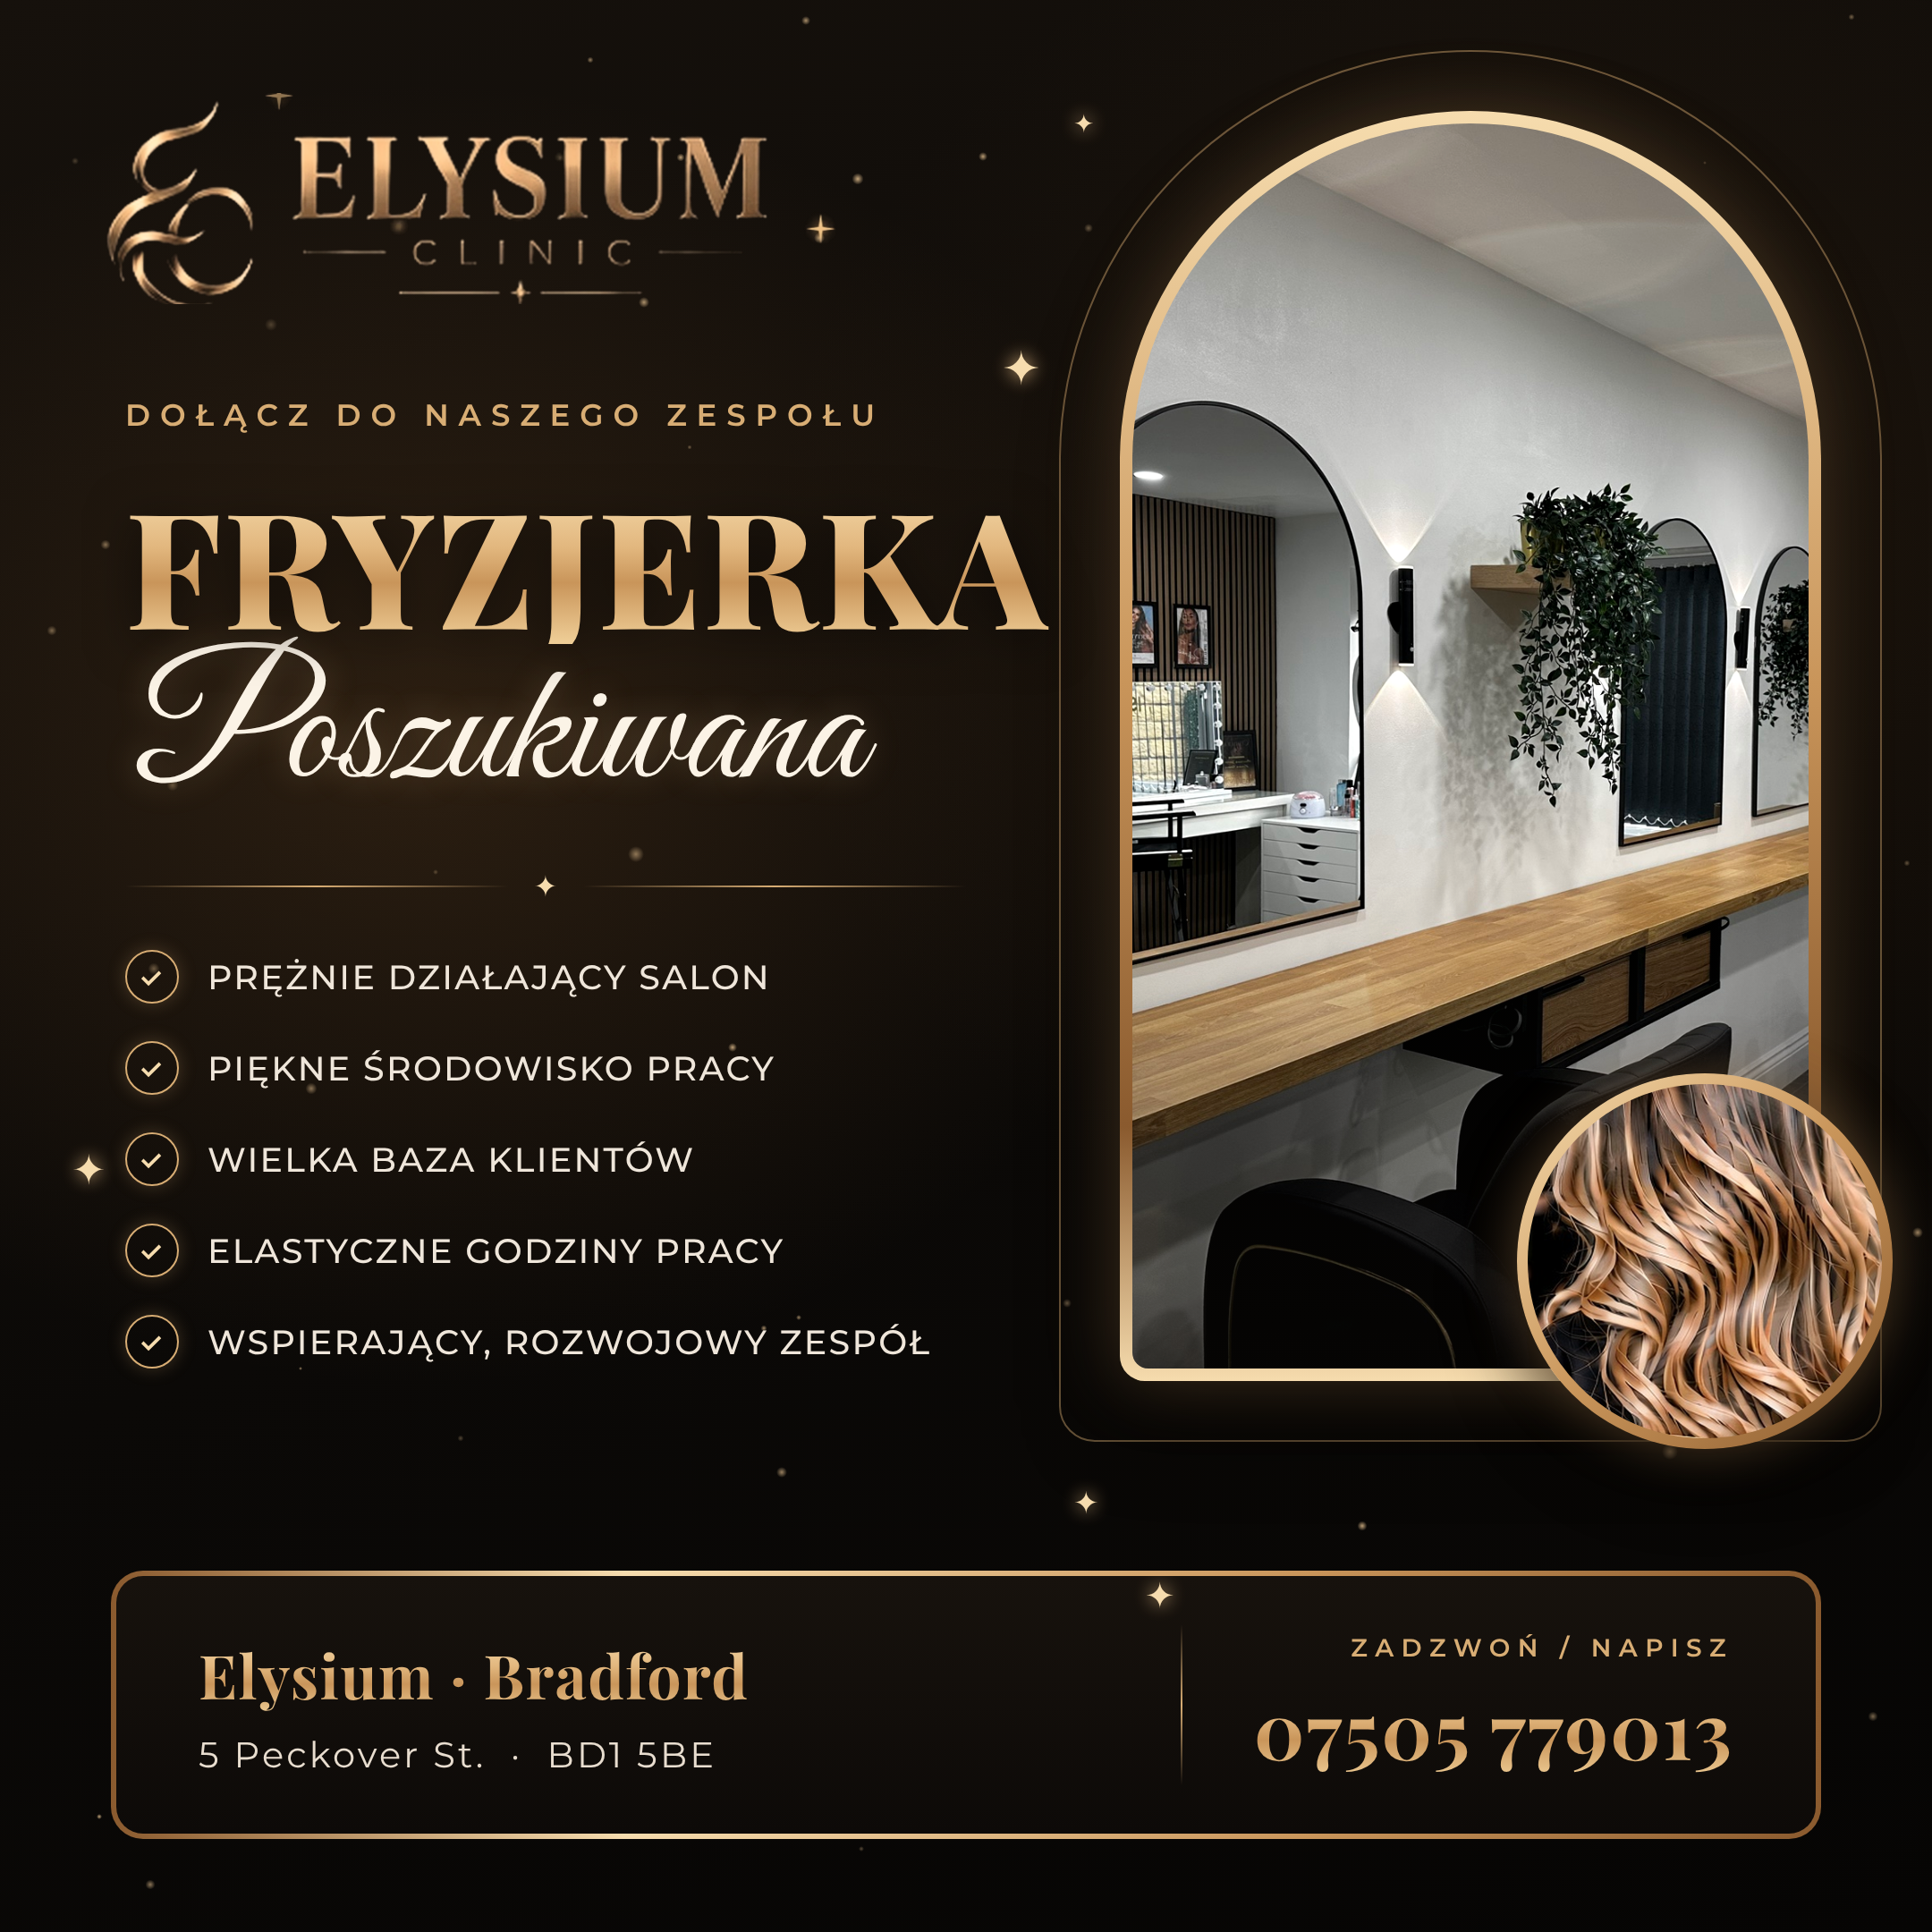 ELYSIUM
CLINIC
DOŁĄCZ DO NASZEGO ZESPOŁU
FRYZJERKA
Poszukiwana
PRĘŻNIE DZIAŁAJĄCY SALON
PIĘKNE ŚRODOWISKO PRACY
WIELKA BAZA KLIENTÓW
ELASTYCZNE GODZINY PRACY
WSPIERAJĄCY, ROZWOJOWY ZESPÓŁ
Elysium · Bradford
5 Peckover St. · BD1 5BE
ZADZWOŃ / NAPISZ
07505 779013